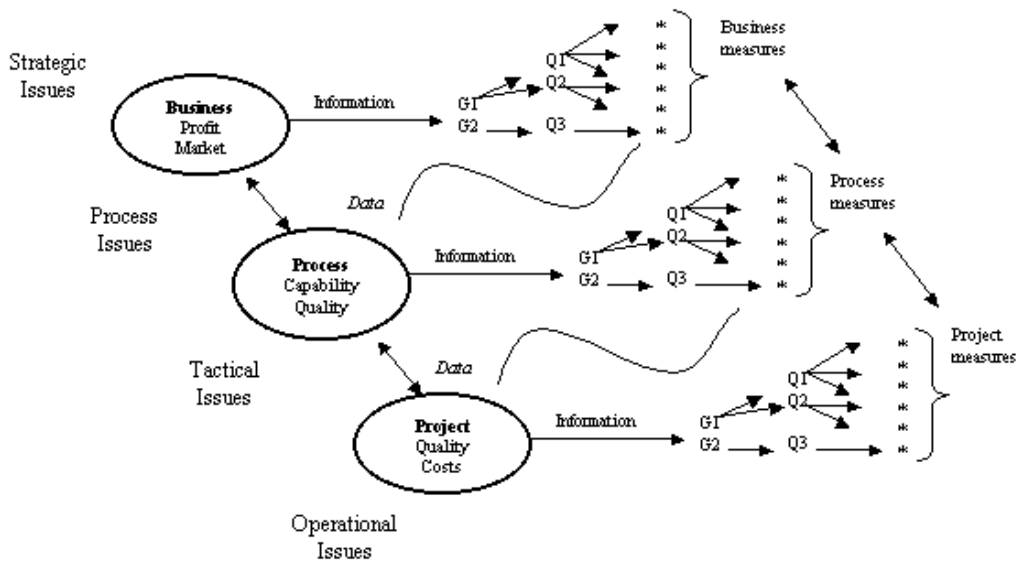 Strategic
Issues
Business
Profit
Market
Information
G1
G2
Q1
Q2
Q3
*
*
*
*
*
*
Business
measures
Process
Issues
Data
Process
Capability
Quality
Information
G1
G2
Q1
Q2
Q3
*
*
*
*
*
*
Process
measures
Tactical
Issues
Data
Project
Quality
Costs
Information
G1
G2
Q1
Q2
Q3
*
*
*
*
*
*
Project
measures
Operational
Issues